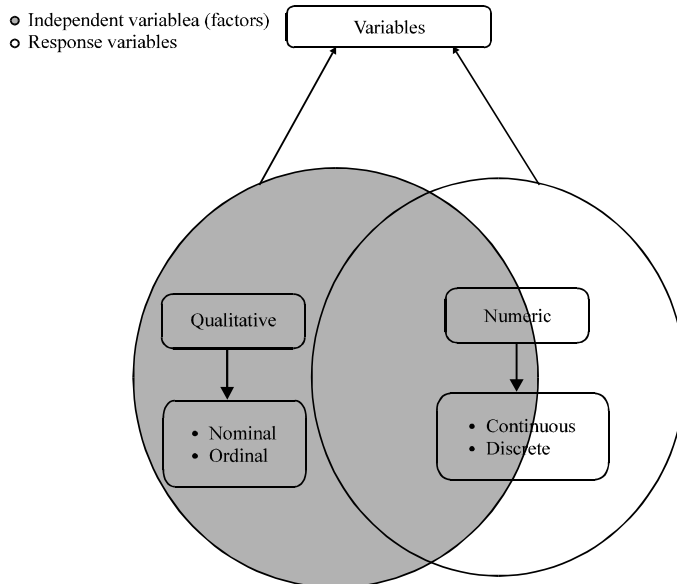 Independent variablea (factors)
Response variables
Variables
Qualitative
Numeric
• Nominal
• Ordinal
• Continuous
• Discrete